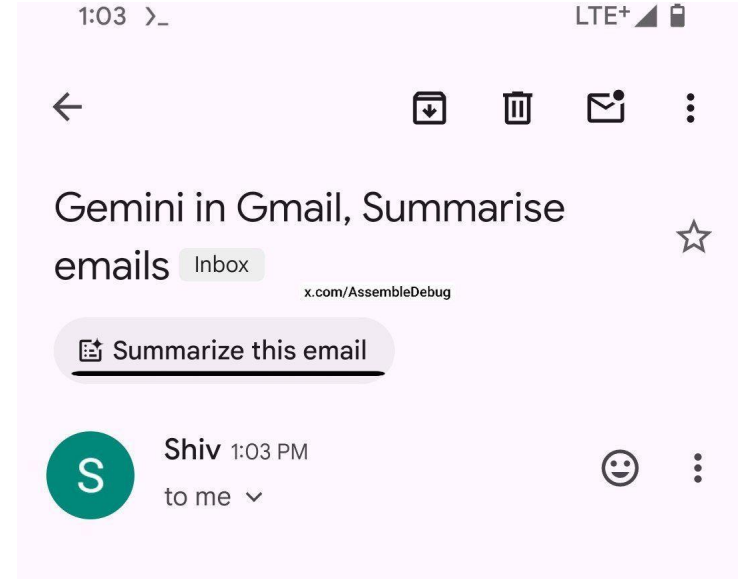 1:03 >_ LTE+
Gemini in Gmail, Summarise
emails Inbox
x.com/AssembleDebug
Summarize this email
S Shiv 1:03 PM
to me